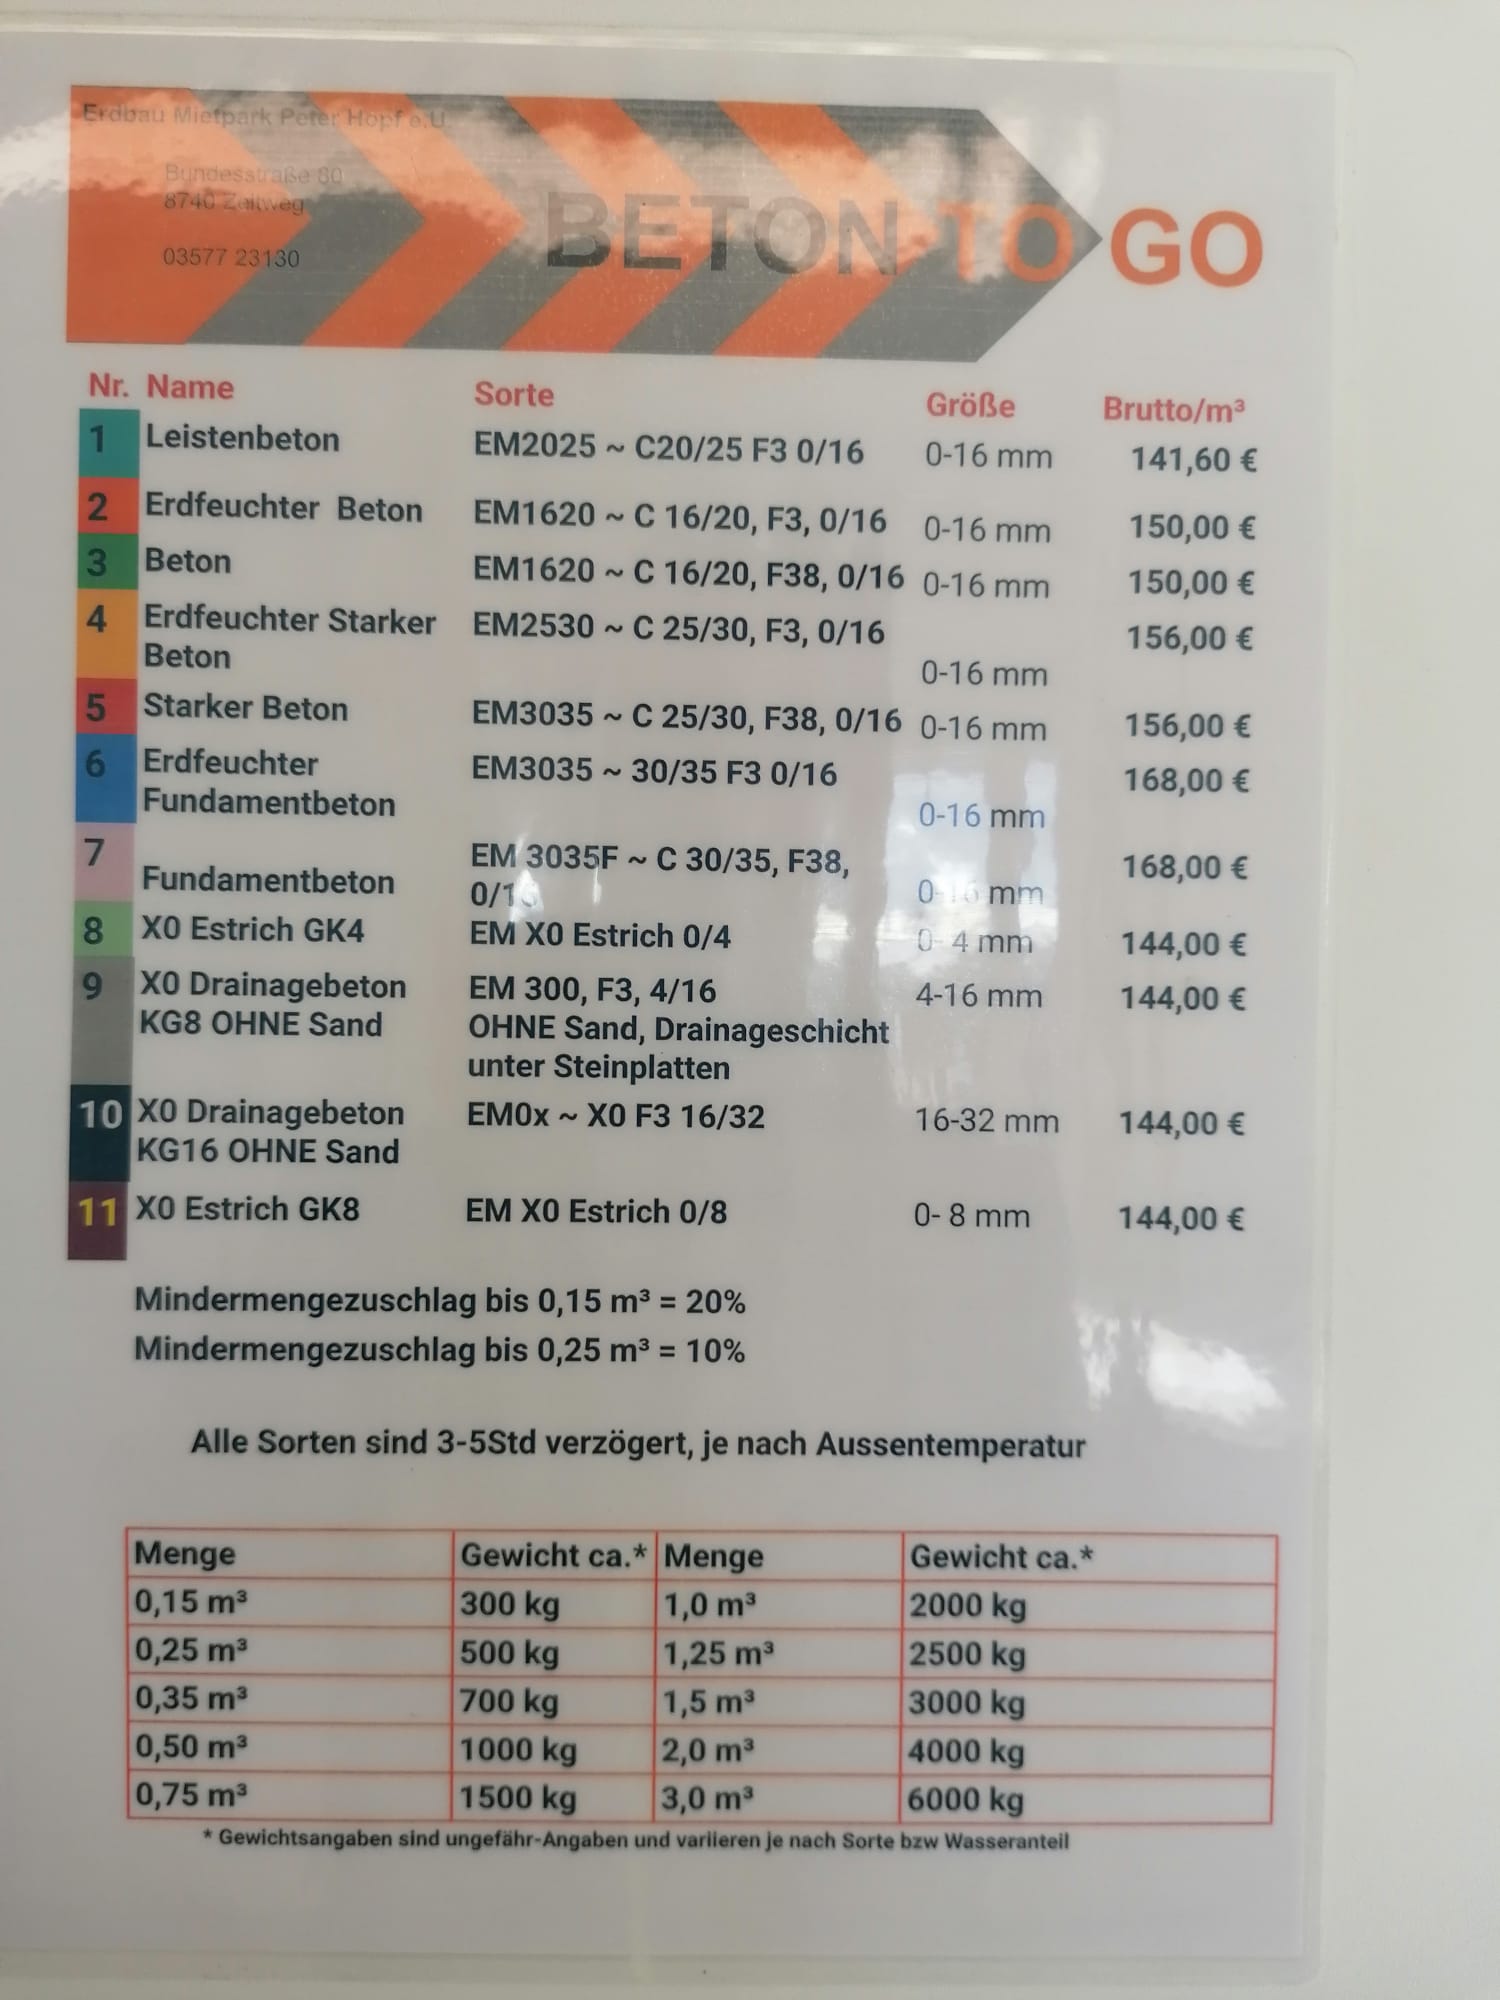 Erdbau Mietpark Peter Hopf e.U.
Bundesstraße 80
8740 Zeltweg
03577 23130
BETON TO GO
Nr. Name Sorte Größe Brutto/m³
1 Leistenbeton EM2025 ~ C20/25 F3 0/16 0-16 mm 141,60 €
2 Erdfeuchter Beton EM1620 ~ C 16/20, F3, 0/16 0-16 mm 150,00 €
3 Beton EM1620 ~ C 16/20, F38, 0/16 0-16 mm 150,00 €
4 Erdfeuchter Starker EM2530 ~ C 25/30, F3, 0/16 156,00 €
Beton 0-16 mm
5 Starker Beton EM3035 ~ C 25/30, F38, 0/16 0-16 mm 156,00 €
6 Erdfeuchter EM3035 ~ 30/35 F3 0/16 168,00 €
Fundamentbeton 0-16 mm
7 EM 3035F ~ C 30/35, F38, 168,00 €
Fundamentbeton 0/16 0-16 mm
8 X0 Estrich GK4 EM X0 Estrich 0/4 0- 4 mm 144,00 €
9 X0 Drainagebeton EM 300, F3, 4/16 4-16 mm 144,00 €
KG8 OHNE Sand OHNE Sand, Drainageschicht
unter Steinplatten
10 X0 Drainagebeton EM0x ~ X0 F3 16/32 16-32 mm 144,00 €
KG16 OHNE Sand
11 X0 Estrich GK8 EM X0 Estrich 0/8 0- 8 mm 144,00 €
Mindermengezuschlag bis 0,15 m³ = 20%
Mindermengezuschlag bis 0,25 m³ = 10%
Alle Sorten sind 3-5Std verzögert, je nach Aussentemperatur
Menge Gewicht ca.* Menge Gewicht ca.*
0,15 m³ 300 kg 1,0 m³ 2000 kg
0,25 m³ 500 kg 1,25 m³ 2500 kg
0,35 m³ 700 kg 1,5 m³ 3000 kg
0,50 m³ 1000 kg 2,0 m³ 4000 kg
0,75 m³ 1500 kg 3,0 m³ 6000 kg
* Gewichtsangaben sind ungefähr-Angaben und variieren je nach Sorte bzw Wasseranteil